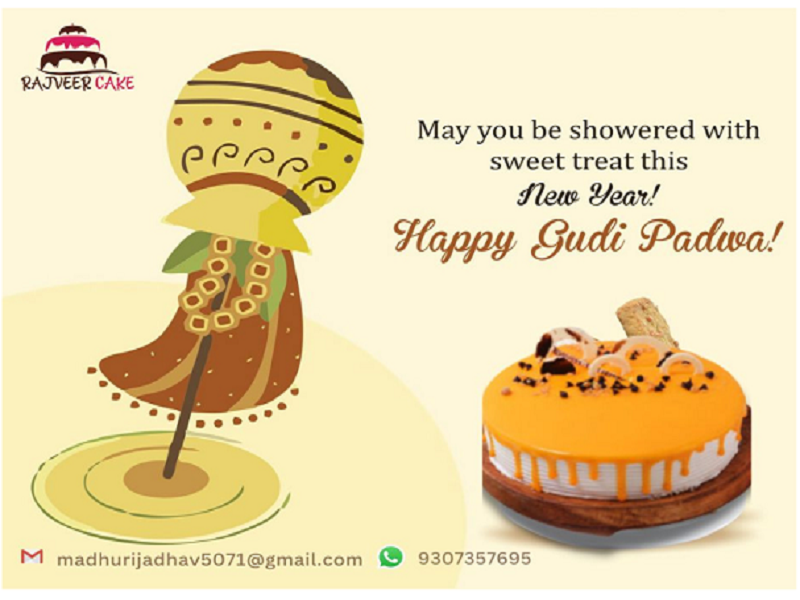 RAJVEER CAKE
May you be showered with
sweet treat this
New Year!
Happy Gudi Padwa!
madhurijadhav5071@gmail.com 9307357695